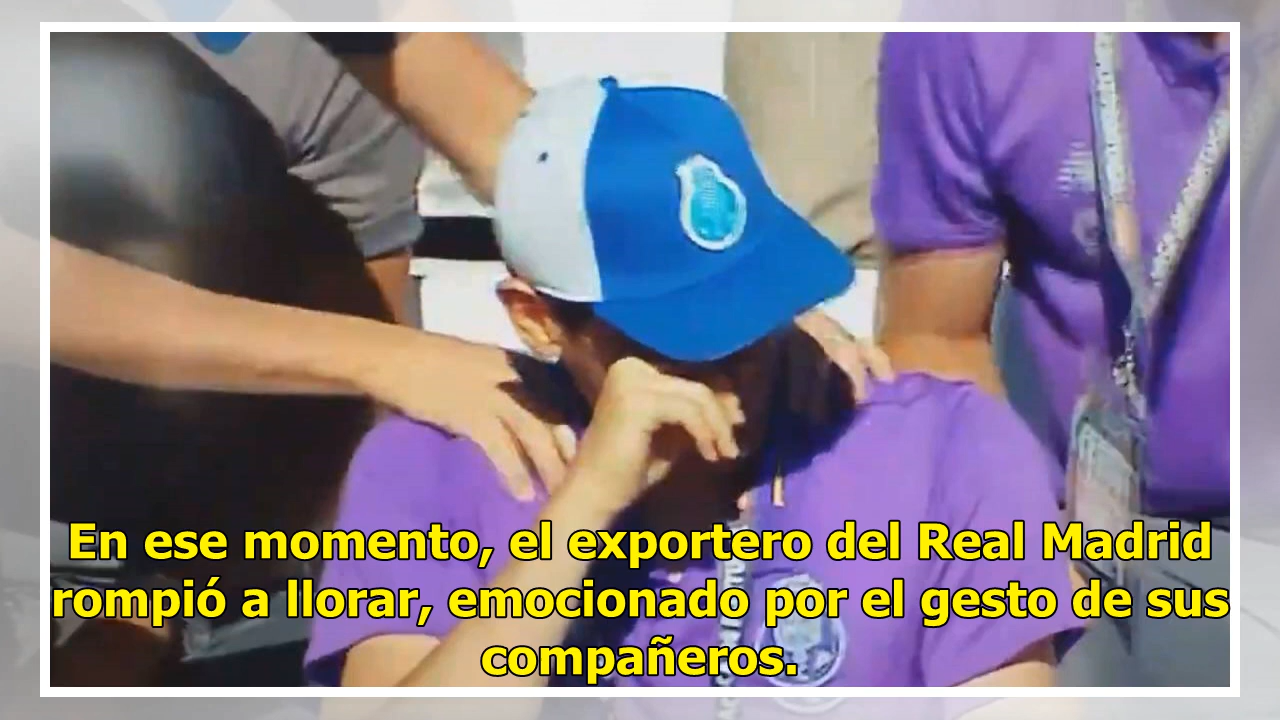 En ese momento, el exportero del Real Madrid
rompió a llorar, emocionado por el gesto de sus
compañeros.